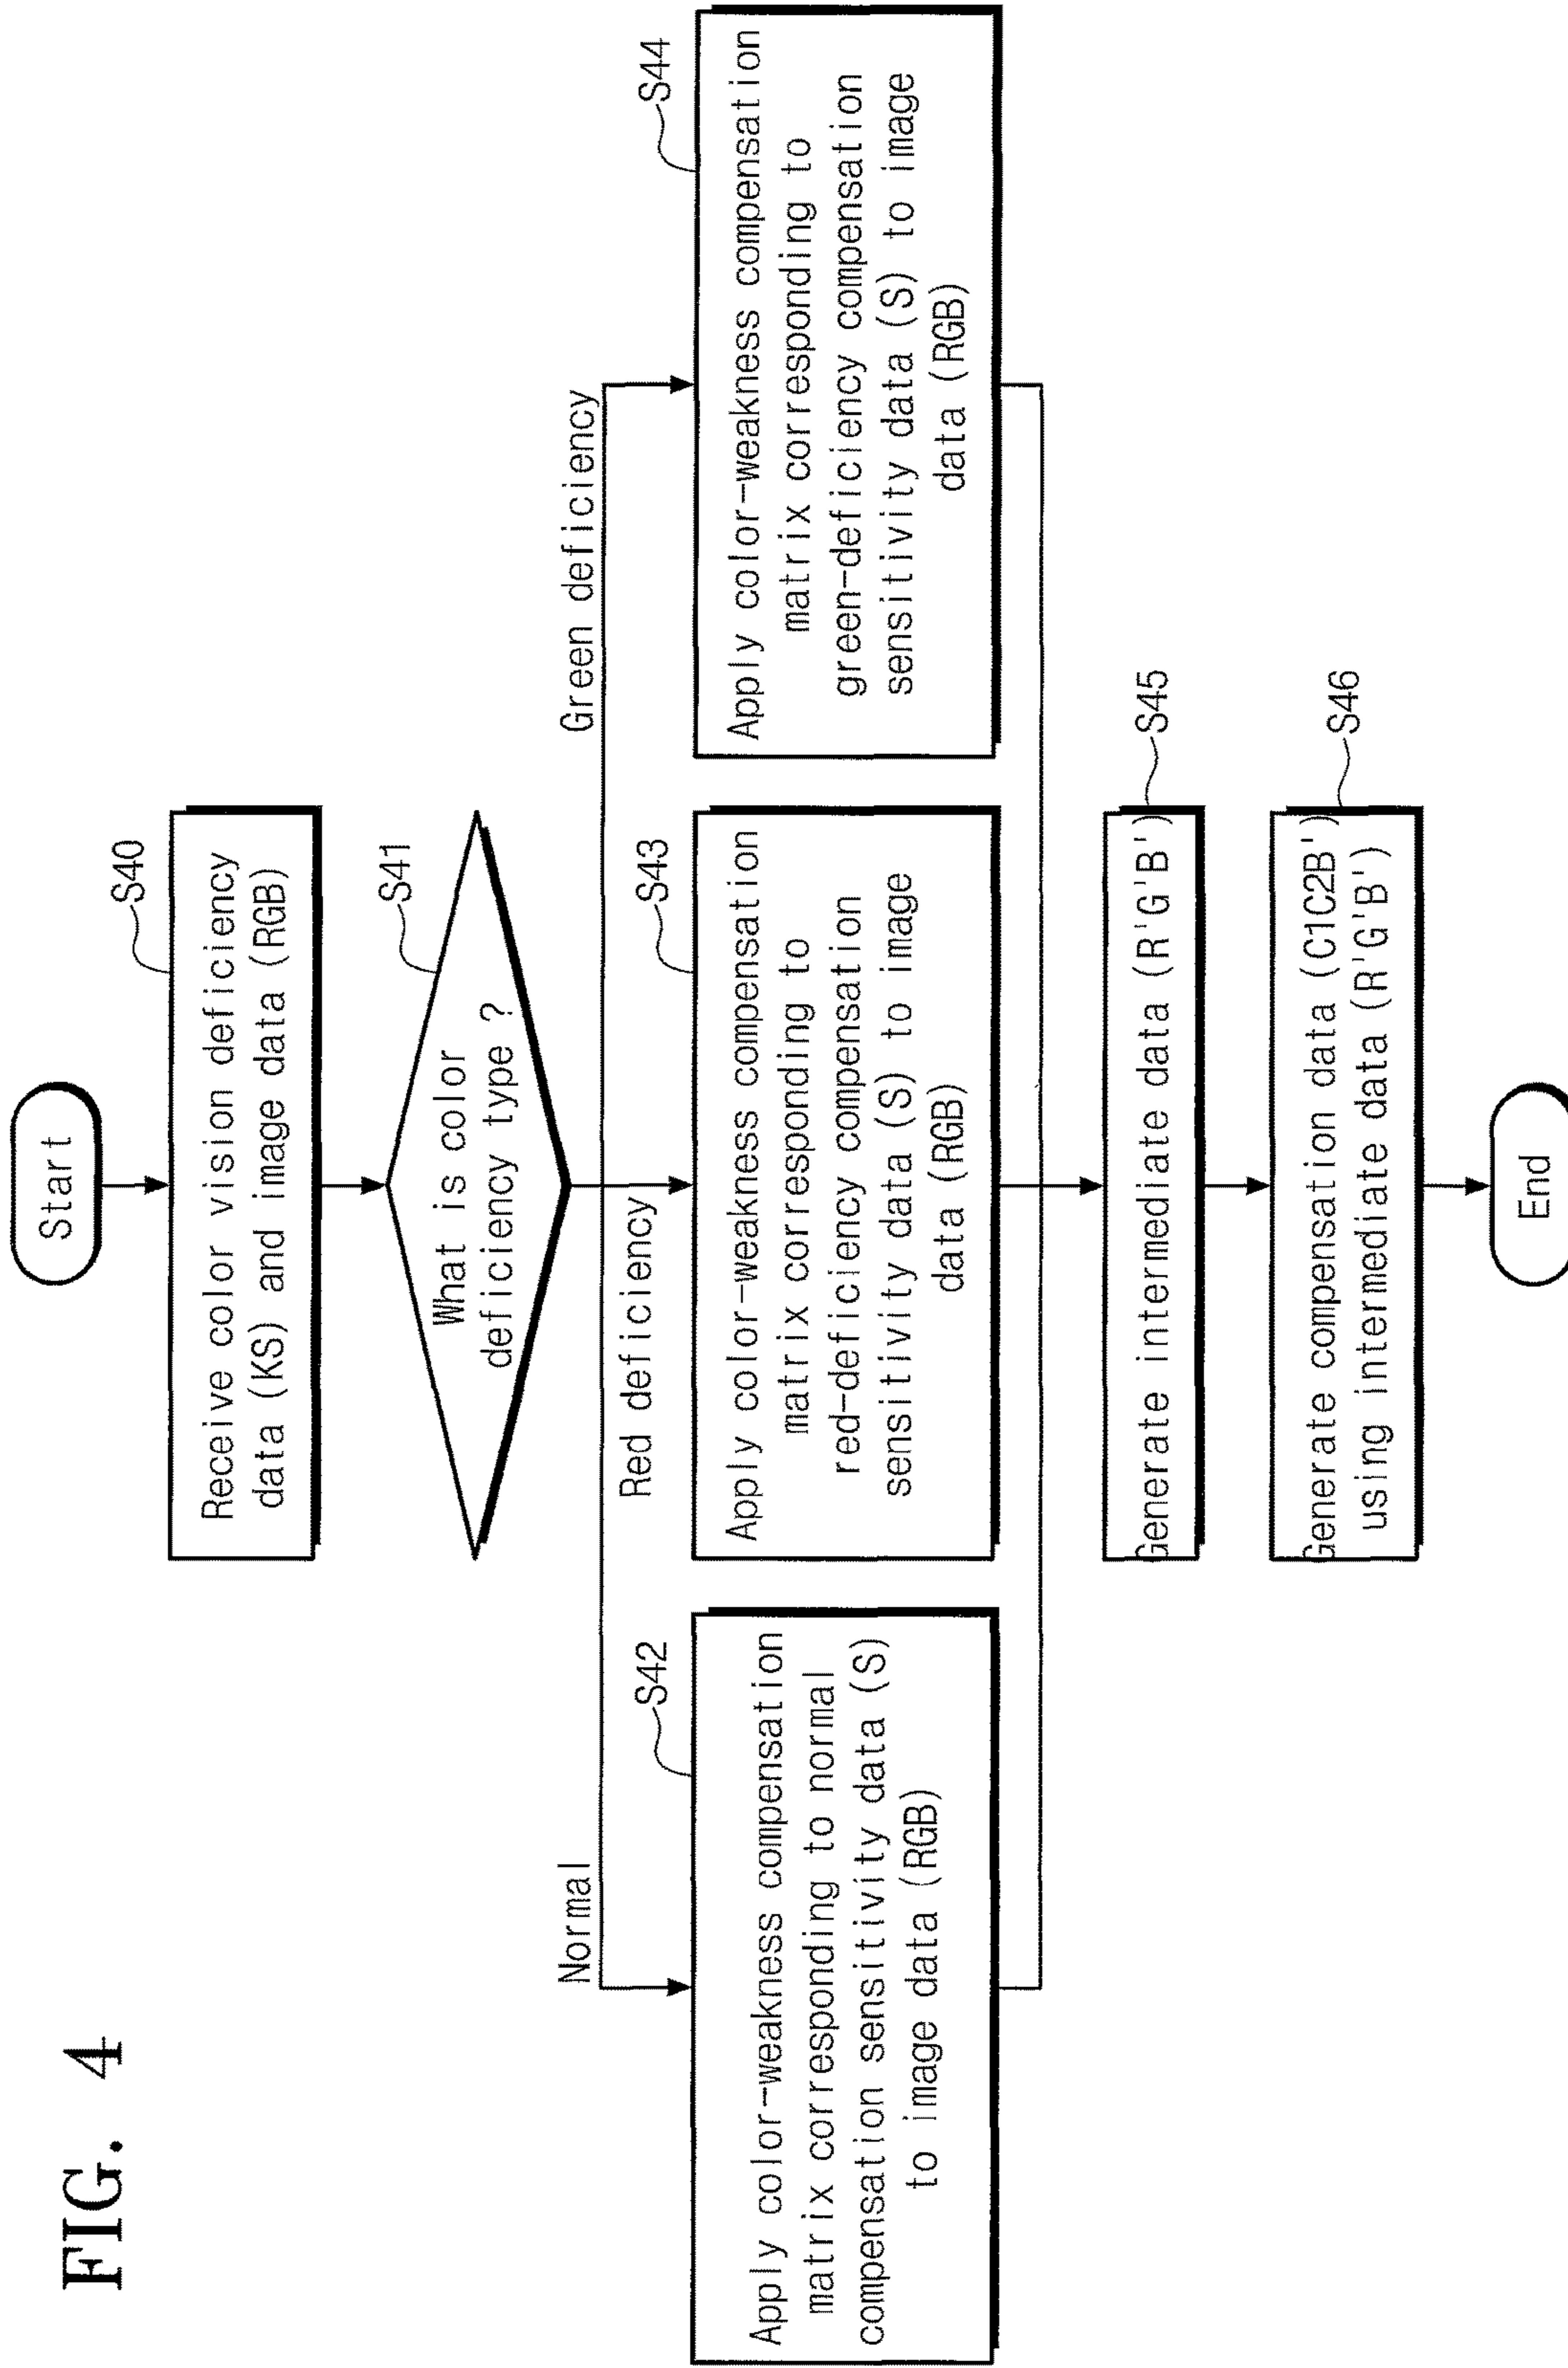 FIG. 4
Start
S40
Receive color vision deficiency
data (KS) and image data (RGB)
S41
What is color
deficiency type ?
Normal
Red deficiency
Green deficiency
S42
Apply color-weakness compensation
matrix corresponding to normal
compensation sensitivity data (S)
to image data (RGB)
S43
Apply color-weakness compensation
matrix corresponding to
red-deficiency compensation
sensitivity data (S) to image
data (RGB)
S44
Apply color-weakness compensation
matrix corresponding to
green-deficiency compensation
sensitivity data (S) to image
data (RGB)
S45
Generate intermediate data (R'G'B')
S46
Generate compensation data (C1C2B')
using intermediate data (R'G'B')
End